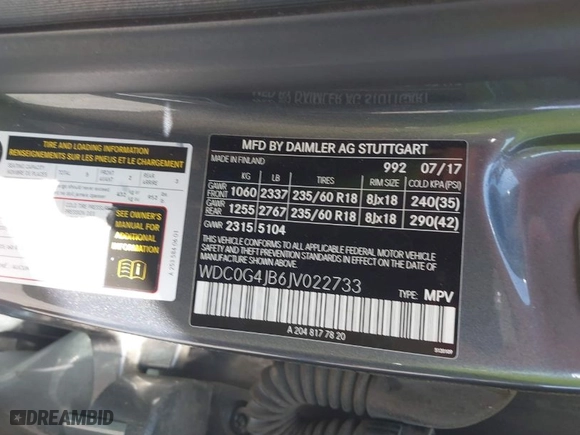 TIRE AND LOADING INFORMATION
RENSEIGNEMENTS SUR LES PNEUS ET LE CHARGEMENT
SEE OWNER'S
MANUAL FOR
ADDITIONAL
INFORMATION
A 253 584 06 03
MFD BY DAIMLER AG STUTTGART
MADE IN FINLAND
992 07/17
KG LB TIRES RIM SIZE COLD KPA (PSI)
GAWR FRONT 1060 2337 235/60 R18 8Jx18 240(35)
GAWR REAR 1255 2767 235/60 R18 8Jx18 290(42)
GVWR 2315 5104
THIS VEHICLE CONFORMS TO ALL APPLICABLE FEDERAL MOTOR VEHICLE
SAFETY AND THEFT PREVENTION STANDARDS IN EFFECT ON THE DATE OF
MANUFACTURE SHOWN ABOVE.
WDC0G4JB6JV022733
TYPE: MPV
A 204 817 78 20
DREAMBID